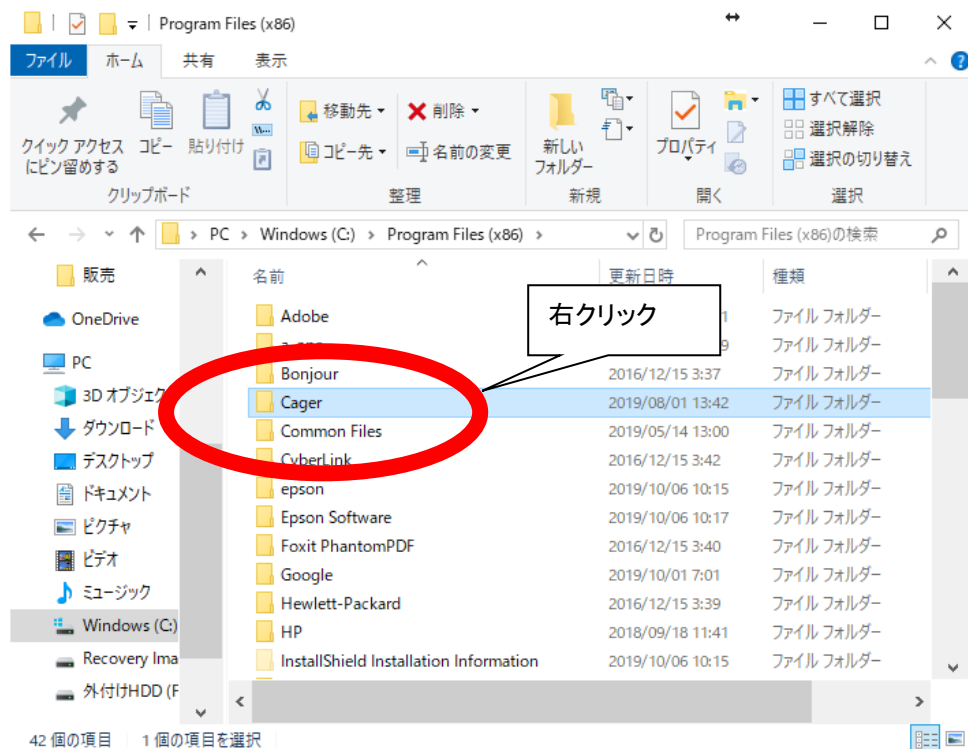 Program Files (x86)
ファイル ホーム 共有 表示
クイック アクセス
にピン留めする
コピー
貼り付け
移動先
コピー先
削除
名前の変更
新しい
フォルダー
プロパティ
すべて選択
選択解除
選択の切り替え
クリップボード 整理 新規 開く 選択
PC > Windows (C:) > Program Files (x86) >
Program Files (x86)の検索
販売
OneDrive
PC
3D オブジェク
ダウンロード
デスクトップ
ドキュメント
ピクチャ
ビデオ
ミュージック
Windows (C:)
Recovery Ima
外付けHDD (F
名前 更新日時 種類
右クリック
Adobe 1 ファイル フォルダー
9 ファイル フォルダー
Bonjour 2016/12/15 3:37 ファイル フォルダー
Cager 2019/08/01 13:42 ファイル フォルダー
Common Files 2019/05/14 13:00 ファイル フォルダー
CyberLink 2016/12/15 3:42 ファイル フォルダー
epson 2019/10/06 10:15 ファイル フォルダー
Epson Software 2019/10/06 10:17 ファイル フォルダー
Foxit PhantomPDF 2016/12/15 3:40 ファイル フォルダー
Google 2019/10/01 7:01 ファイル フォルダー
Hewlett-Packard 2016/12/15 3:39 ファイル フォルダー
HP 2018/09/18 11:41 ファイル フォルダー
InstallShield Installation Information 2019/10/06 10:15 ファイル フォルダー
42 個の項目 1 個の項目を選択